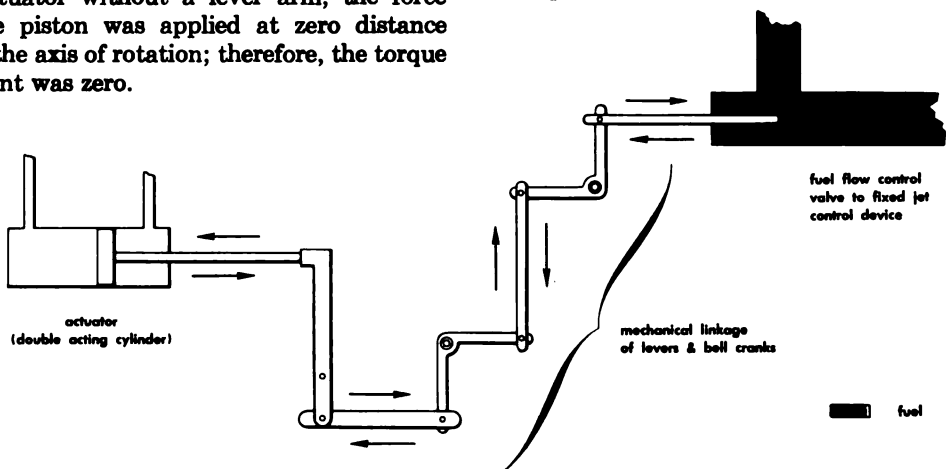 actuator without a lever arm, the force
piston was applied at zero distance
the axis of rotation; therefore, the torque
was zero.
fuel flow control
valve to fixed jet
control device
actuator
(double acting cylinder)
mechanical linkage
of levers & bell cranks
fuel